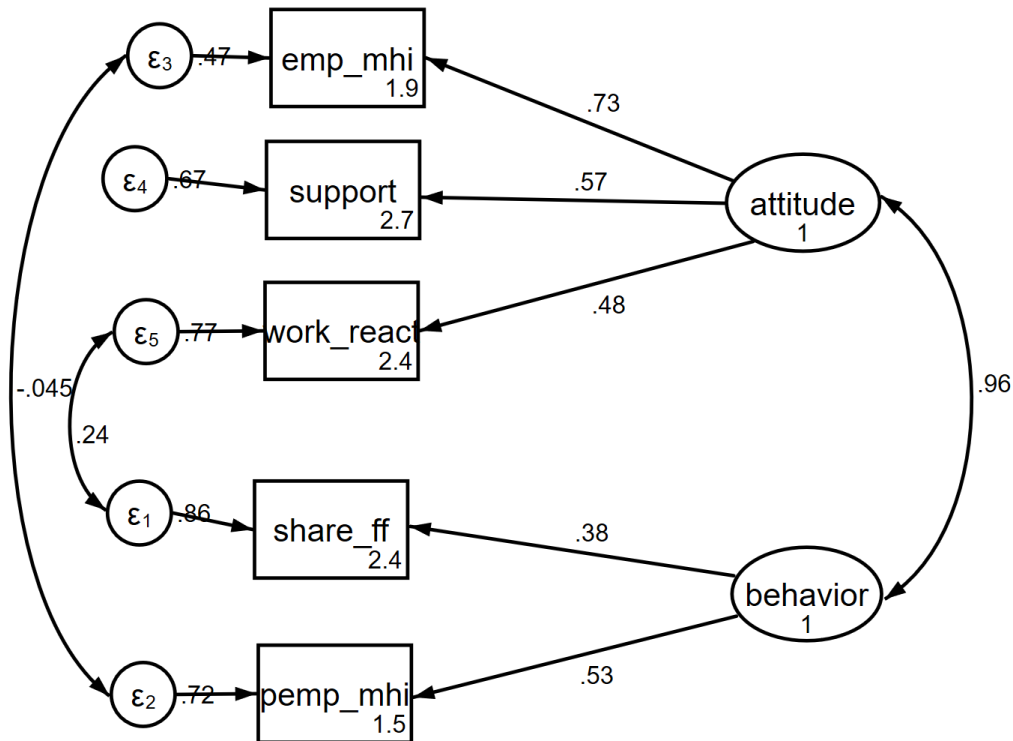 ε3 .47 emp_mhi 1.9
.73
ε4 .67 support 2.7
.57
attitude 1
ε5 .77 work_react 2.4
.48
-.045
.24
.96
ε1 .86 share_ff 2.4
.38
behavior 1
ε2 .72 pemp_mhi 1.5
.53